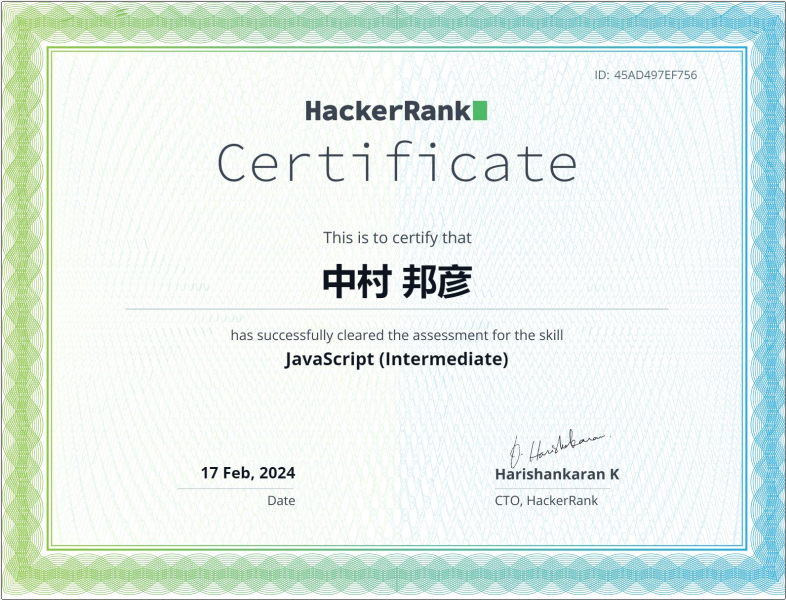 ID: 45AD497EF756
HackerRank
Certificate
This is to certify that
中村 邦彦
has successfully cleared the assessment for the skill
JavaScript (Intermediate)
17 Feb, 2024
Date
Harishankaran K
CTO, HackerRank